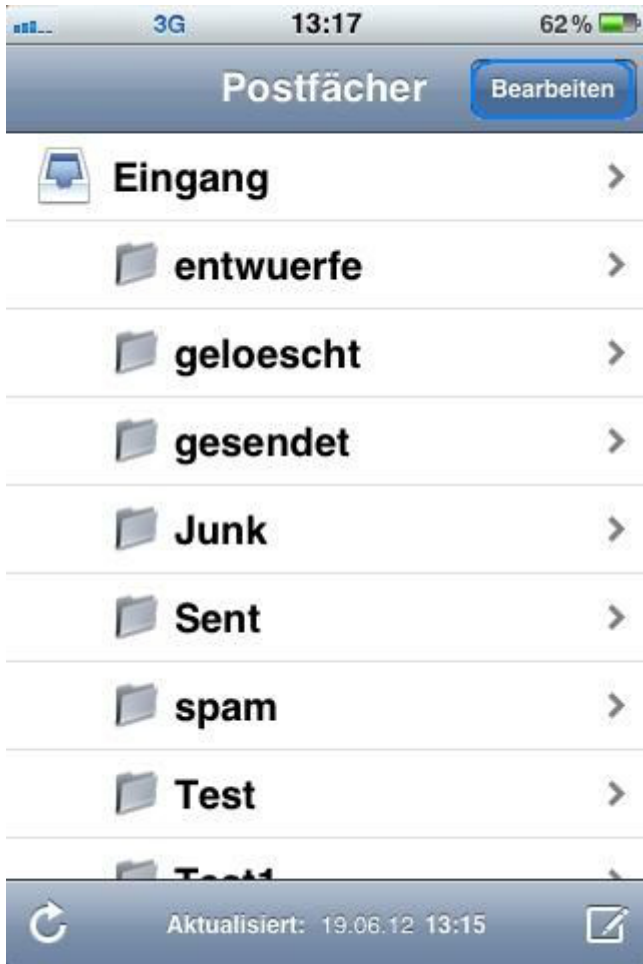 3G 13:17 62 %
Postfächer Bearbeiten
Eingang
entwuerfe
geloescht
gesendet
Junk
Sent
spam
Test
Test1
Aktualisiert: 19.06.12 13:15